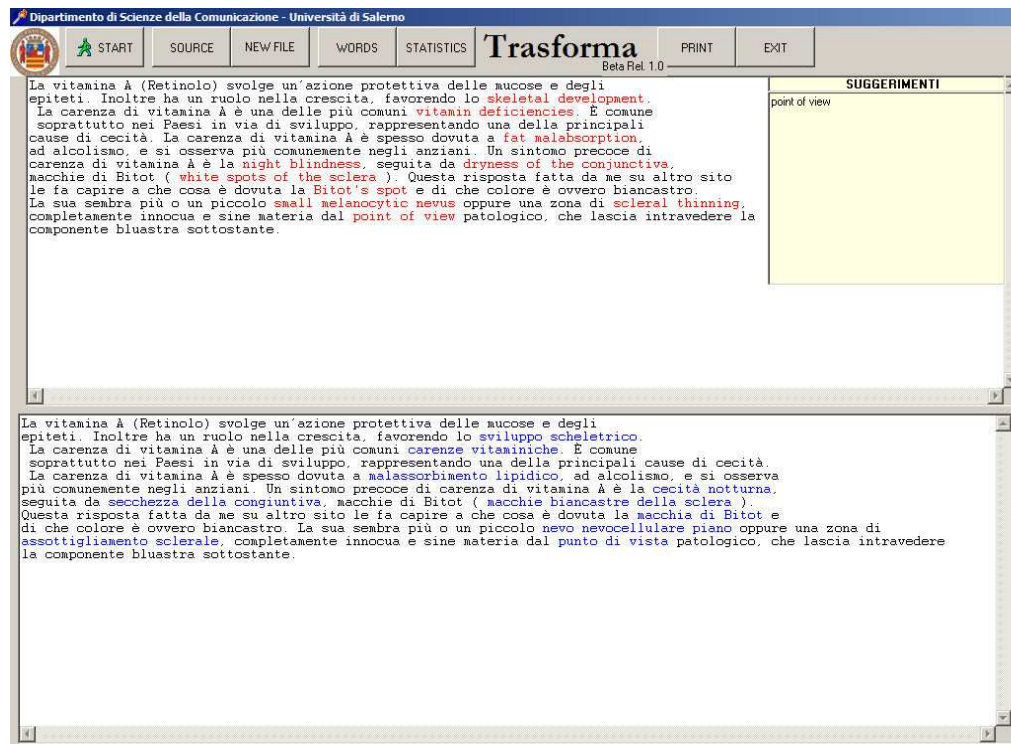 Dipartimento di Scienze della Comunicazione - Università di Salerno
START SOURCE NEW FILE WORDS STATISTICS Trasforma PRINT EXIT
Beta Rel. 1.0
La vitamina A (Retinolo) svolge un'azione protettiva delle mucose e degli
epiteti. Inoltre ha un ruolo nella crescita, favorendo lo skeletal development.
La carenza di vitamina A è una delle più comuni vitamin deficiencies. È comune
soprattutto nei Paesi in via di sviluppo, rappresentando una della principali
cause di cecità. La carenza di vitamina A è spesso dovuta a fat malabsorption,
ad alcolismo, e si osserva più comunemente negli anziani. Un sintomo precoce di
carenza di vitamina A è la night blindness, seguita da dryness of the conjunctiva,
macchie di Bitot ( white spots of the sclera ). Questa risposta fatta da me su altro sito
le fa capire a che cosa è dovuta la Bitot's spot e di che colore è ovvero biancastro.
La sua sembra più o un piccolo small melanocytic nevus oppure una zona di scleral thinning,
completamente innocua e sine materia dal point of view patologico, che lascia intravedere la
componente bluastra sottostante.
SUGGERIMENTI
point of view
La vitamina A (Retinolo) svolge un'azione protettiva delle mucose e degli
epiteti. Inoltre ha un ruolo nella crescita, favorendo lo sviluppo scheletrico.
La carenza di vitamina A è una delle più comuni carenze vitaminiche. È comune
soprattutto nei Paesi in via di sviluppo, rappresentando una della principali cause di cecità.
La carenza di vitamina A è spesso dovuta a malassorbimento lipidico, ad alcolismo, e si osserva
più comunemente negli anziani. Un sintomo precoce di carenza di vitamina A è la cecità notturna,
seguita da secchezza della congiuntiva, macchie di Bitot ( macchie biancastre della sclera ).
Questa risposta fatta da me su altro sito le fa capire a che cosa è dovuta la macchia di Bitot e
di che colore è ovvero biancastro. La sua sembra più o un piccolo nevo nevocellulare piano oppure una zona di
assottigliamento sclerale, completamente innocua e sine materia dal punto di vista patologico, che lascia intravedere
la componente bluastra sottostante.